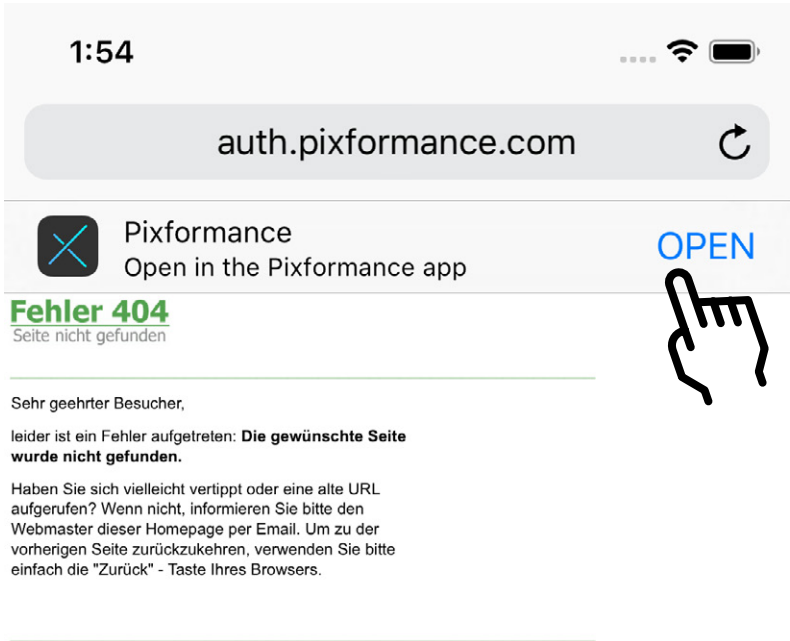 1:54
auth.pixformance.com
Pixformance
OPEN
Open in the Pixformance app
Fehler 404
Seite nicht gefunden
Sehr geehrter Besucher,
leider ist ein Fehler aufgetreten: Die gewünschte Seite
wurde nicht gefunden.
Haben Sie sich vielleicht vertippt oder eine alte URL
aufgerufen? Wenn nicht, informieren Sie bitte den
Webmaster dieser Homepage per Email. Um zu der
vorherigen Seite zurückzukehren, verwenden Sie bitte
einfach die "Zurück" - Taste Ihres Browsers.